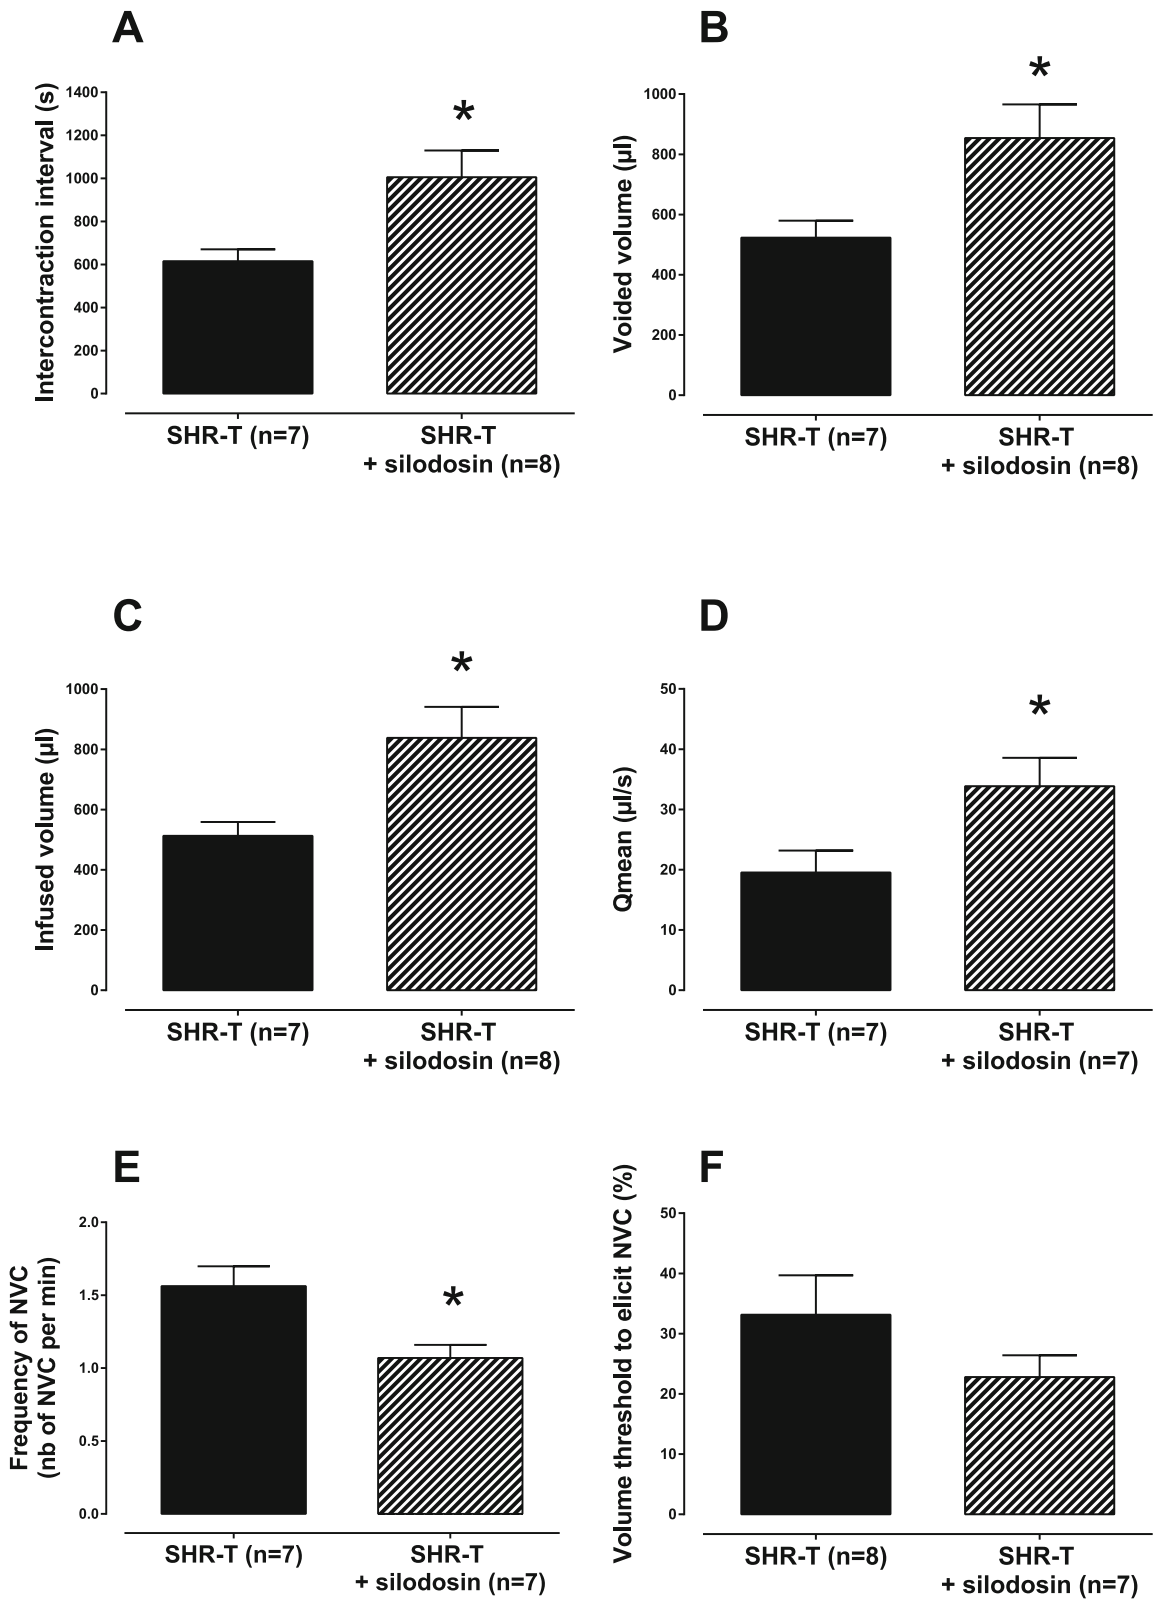 A
Intercontraction interval (s)
1400
1200
1000
800
600
400
200
0
*
SHR-T (n=7)
SHR-T
+ silodosin (n=8)
B
Voided volume (µl)
1000
800
600
400
200
0
*
SHR-T (n=7)
SHR-T
+ silodosin (n=8)
C
Infused volume (µl)
1000
800
600
400
200
0
*
SHR-T (n=7)
SHR-T
+ silodosin (n=8)
D
Qmean (µl/s)
50
40
30
20
10
0
*
SHR-T (n=7)
SHR-T
+ silodosin (n=7)
E
Frequency of NVC
(nb of NVC per min)
2.0
1.5
1.0
0.5
0.0
*
SHR-T (n=7)
SHR-T
+ silodosin (n=7)
F
Volume threshold to elicit NVC (%)
50
40
30
20
10
0
SHR-T (n=8)
SHR-T
+ silodosin (n=7)